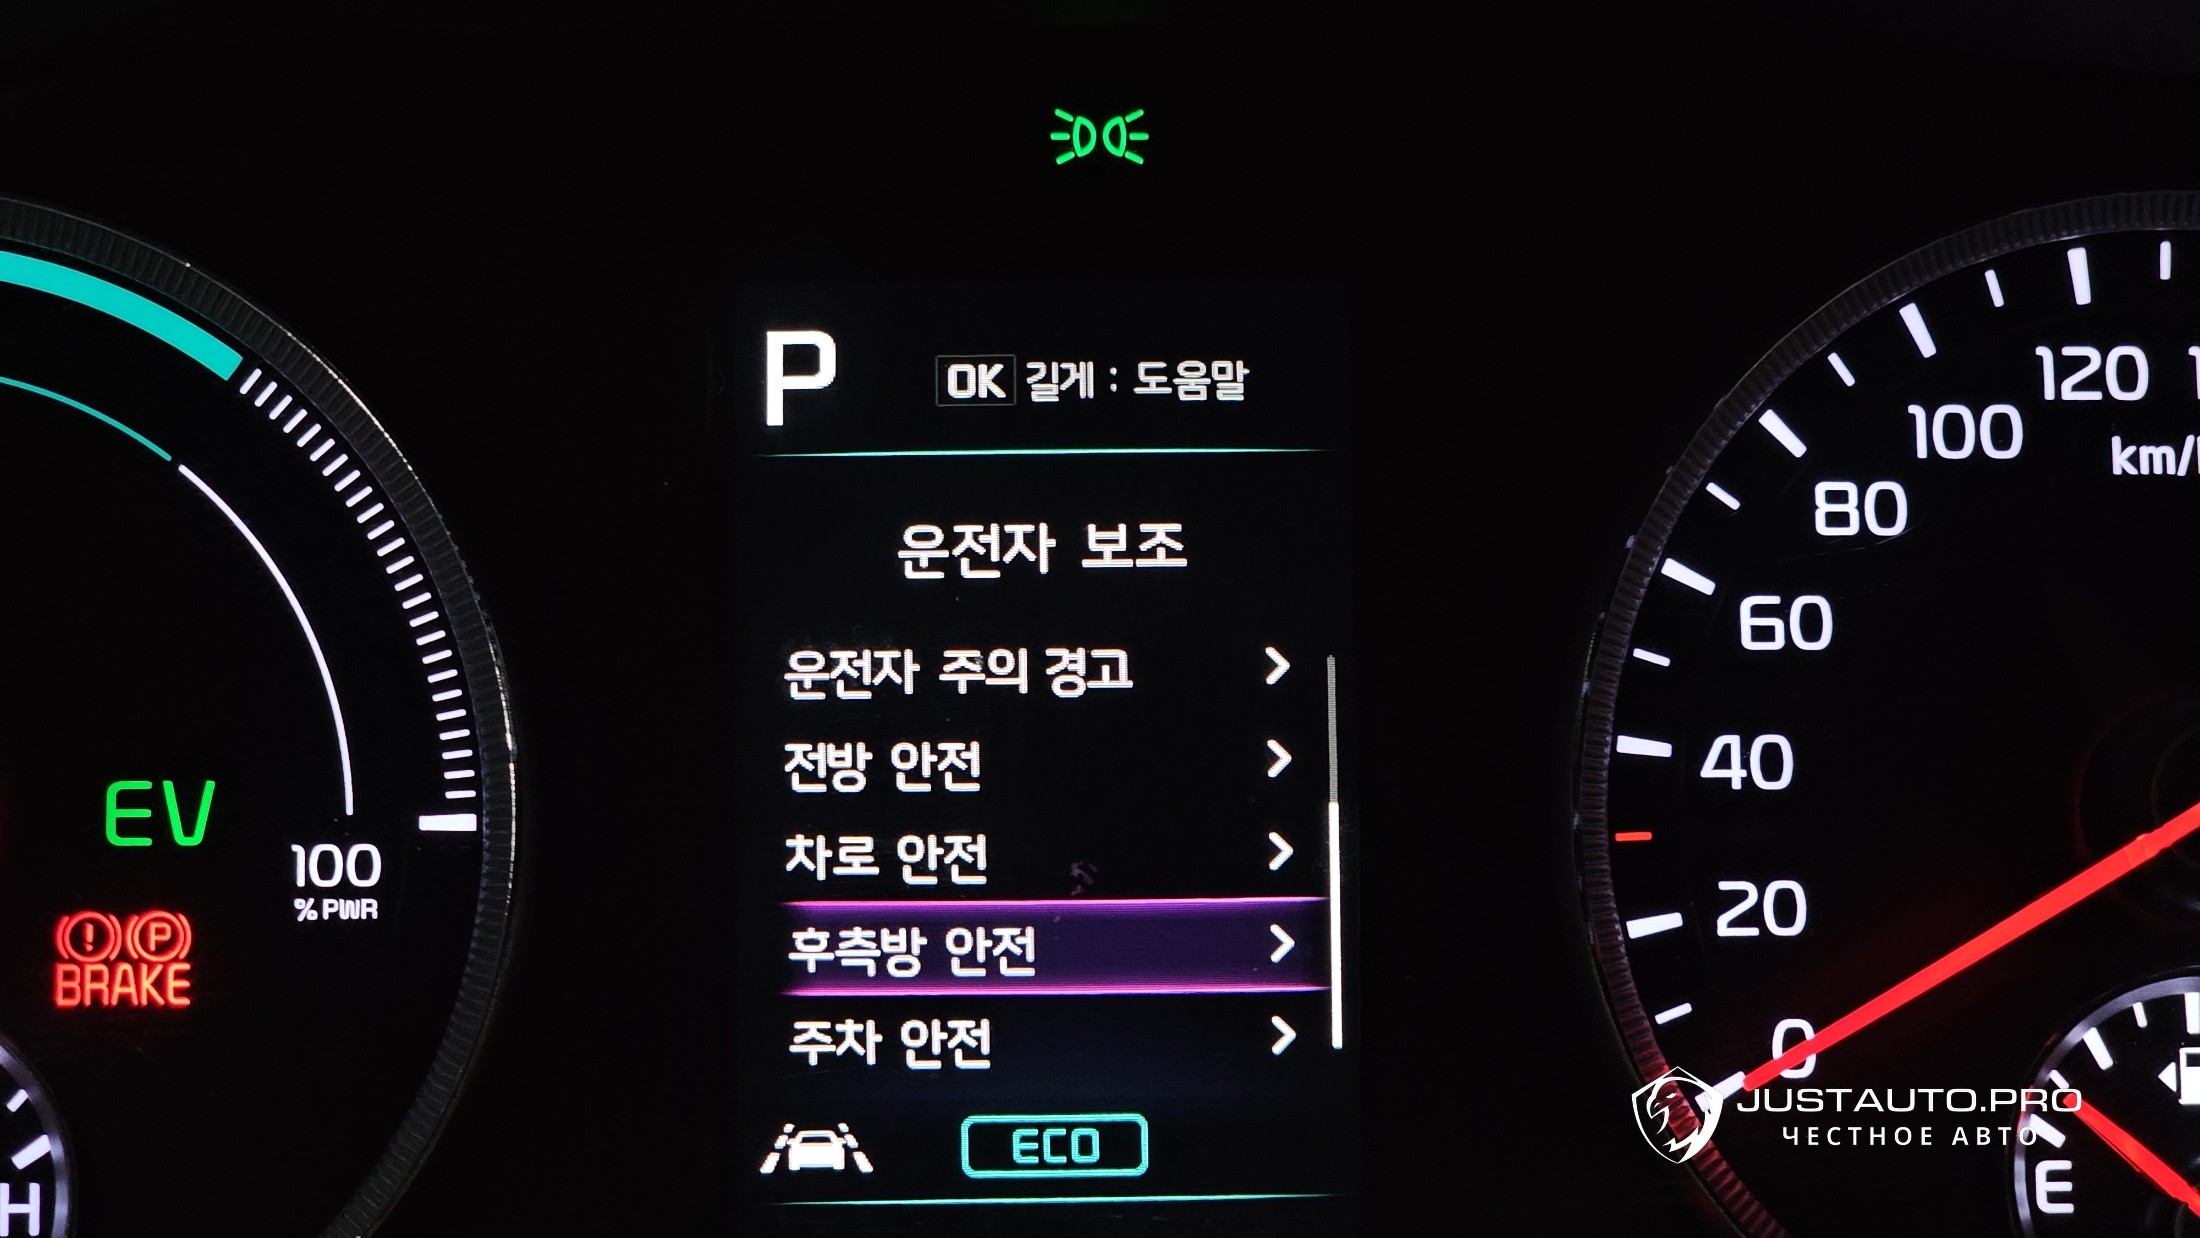 P
OK 길게 : 도움말
운전자 보조
운전자 주의 경고
전방 안전
차로 안전
후측방 안전
주차 안전
ECO
EV
100
% PWR
! P
BRAKE
H
120
100
km/
80
60
40
20
0
E
JUSTAUTO.PRO
ЧЕСТНОЕ АВТО